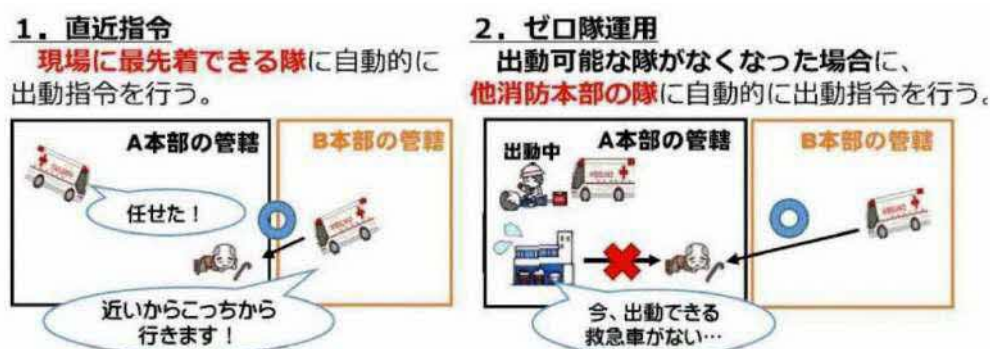 1．直近指令
現場に最先着できる隊に自動的に
出動指令を行う。
A本部の管轄
B本部の管轄
任せた！
近いからこっちから
行きます！
2．ゼロ隊運用
出動可能な隊がなくなった場合に、
他消防本部の隊に自動的に出動指令を行う。
出動中
A本部の管轄
B本部の管轄
今、出動できる
救急車がない…